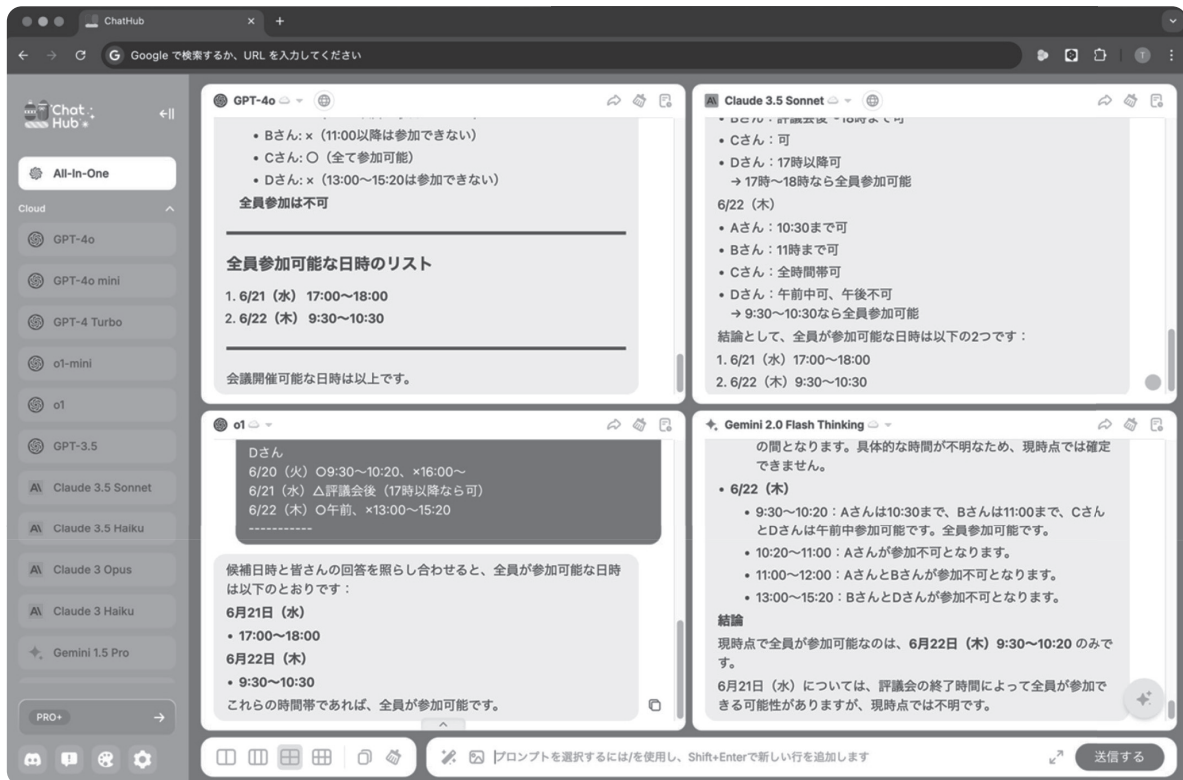 ChatHub
Google で検索するか、URL を入力してください
T
Chat
Hub
All-In-One
Cloud
GPT-4o
GPT-4o mini
GPT-4 Turbo
o1-mini
o1
GPT-3.5
Claude 3.5 Sonnet
Claude 3.5 Haiku
Claude 3 Opus
Claude 3 Haiku
Gemini 1.5 Pro
PRO+
GPT-4o
• Bさん: ×（11:00以降は参加できない）
• Cさん: 〇（全て参加可能）
• Dさん: ×（13:00〜15:20は参加できない）
全員参加は不可
全員参加可能な日時のリスト
1. 6/21（水） 17:00〜18:00
2. 6/22（木） 9:30〜10:30
会議開催可能な日時は以上です。
Claude 3.5 Sonnet
• Bさん：評議会後〜18時まで可
• Cさん：可
• Dさん：17時以降可
→ 17時〜18時なら全員参加可能
6/22（木）
• Aさん：10:30まで可
• Bさん：11時まで可
• Cさん：全時間帯可
• Dさん：午前中可、午後不可
→ 9:30〜10:30なら全員参加可能
結論として、全員が参加可能な日時は以下の2つです：
1. 6/21（水）17:00〜18:00
2. 6/22（木）9:30〜10:30
o1
Dさん
6/20（火）〇9:30〜10:20、×16:00〜
6/21（水）△評議会後（17時以降なら可）
6/22（木）〇午前、×13:00〜15:20
-----------
候補日時と皆さんの回答を照らし合わせると、全員が参加可能な日時
は以下のとおりです：
6月21日（水）
• 17:00〜18:00
6月22日（木）
• 9:30〜10:30
これらの時間帯であれば、全員が参加可能です。
Gemini 2.0 Flash Thinking
の間となります。具体的な時間が不明なため、現時点では確定
できません。
• 6/22（木）
• 9:30〜10:20：Aさんは10:30まで、Bさんは11:00まで、Cさん
とDさんは午前中参加可能です。全員参加可能です。
• 10:20〜11:00：Aさんが参加不可となります。
• 11:00〜12:00：AさんとBさんが参加不可となります。
• 13:00〜15:20：BさんとDさんが参加不可となります。
結論
現時点で全員が参加可能なのは、6月22日（木）9:30〜10:20 のみで
す。
6月21日（水）については、評議会の終了時間によって全員が参加で
きる可能性がありますが、現時点では不明です。
プロンプトを選択するには/を使用し、Shift+Enterで新しい行を追加します
送信する